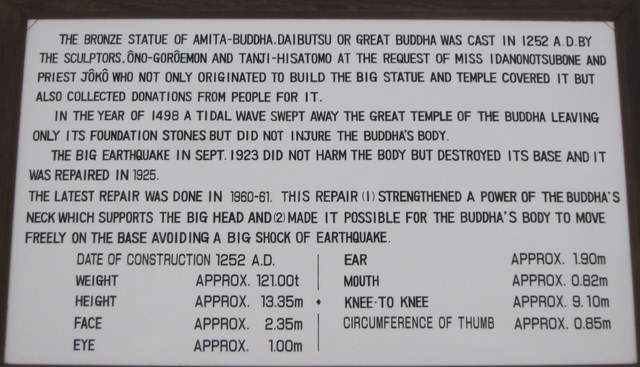 THE BRONZE STATUE OF AMITA-BUDDHA.DAIBUTSU OR GREAT BUDDHA WAS CAST IN 1252 A.D.BY
THE SCULPTORS, ÔNO-GORÔEMON AND TANJI-HISATOMO AT THE REQUEST OF MISS IDANONOTSUBONE AND
PRIEST JÔKÔ WHO NOT ONLY ORIGINATED TO BUILD THE BIG STATUE AND TEMPLE COVERED IT BUT
ALSO COLLECTED DONATIONS FROM PEOPLE FOR IT.
IN THE YEAR OF 1498 A TIDAL WAVE SWEPT AWAY THE GREAT TEMPLE OF THE BUDDHA LEAVING
ONLY ITS FOUNDATION STONES BUT DID NOT INJURE THE BUDDHA'S BODY.
THE BIG EARTHQUAKE IN SEPT. 1923 DID NOT HARM THE BODY BUT DESTROYED ITS BASE AND IT
WAS REPAIRED IN 1925.
THE LATEST REPAIR WAS DONE IN 1960-61. THIS REPAIR (1) STRENGTHENED A POWER OF THE BUDDHA'S
NECK WHICH SUPPORTS THE BIG HEAD AND (2) MADE IT POSSIBLE FOR THE BUDDHA'S BODY TO MOVE
FREELY ON THE BASE AVOIDING A BIG SHOCK OF EARTHQUAKE.
DATE OF CONSTRUCTION 1252 A.D.
WEIGHT APPROX. 121.00t
HEIGHT APPROX. 13.35m
FACE APPROX. 2.35m
EYE APPROX. 1.00m
EAR APPROX. 1.90m
MOUTH APPROX. 0.82m
KNEE-TO KNEE APPROX. 9.10m
CIRCUMFERENCE OF THUMB APPROX. 0.85m